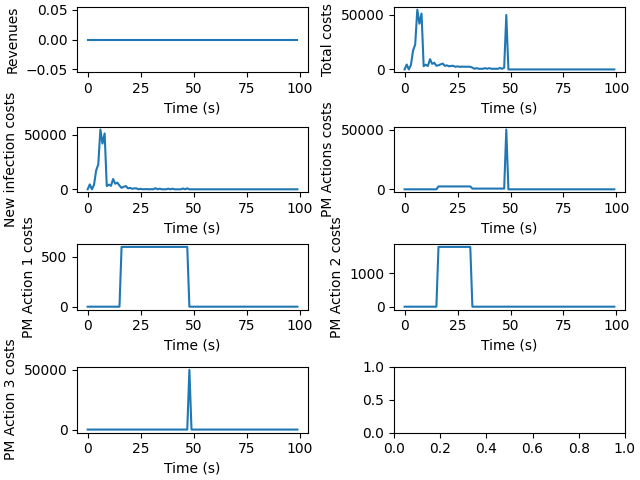 Revenues
0.05
0.00
−0.05
0 25 50 75 100
Time (s)
Total costs
50000
0
0 25 50 75 100
Time (s)
New infection costs
50000
0
0 25 50 75 100
Time (s)
PM Actions costs
50000
0
0 25 50 75 100
Time (s)
PM Action 1 costs
500
0
0 25 50 75 100
Time (s)
PM Action 2 costs
1000
0
0 25 50 75 100
Time (s)
PM Action 3 costs
50000
0
0 25 50 75 100
Time (s)
1.0
0.5
0.0
0.0 0.2 0.4 0.6 0.8 1.0